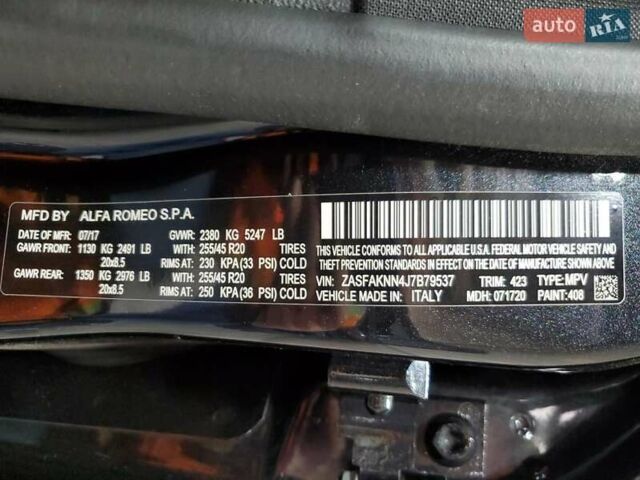 auto RIA
.com
MFD BY ALFA ROMEO S.P.A.
DATE OF MFR: 07/17 GVWR: 2380 KG 5247 LB
GAWR FRONT: 1130 KG 2491 LB WITH: 255/45 R20 TIRES
20x8.5 RIMS AT: 230 KPA (33 PSI) COLD
GAWR REAR: 1350 KG 2976 LB WITH: 255/45 R20 TIRES
20x8.5 RIMS AT: 250 KPA (36 PSI) COLD
THIS VEHICLE CONFORMS TO ALL APPLICABLE U.S.A. FEDERAL MOTOR VEHICLE SAFETY AND
THEFT PREVENTION STANDARDS IN EFFECT ON THE DATE OF MANUFACTURE SHOWN ABOVE.
VIN: ZASFAKNN4J7B79537 TRIM: 423 TYPE: MPV
VEHICLE MADE IN: ITALY MDH: 071720 PAINT: 408